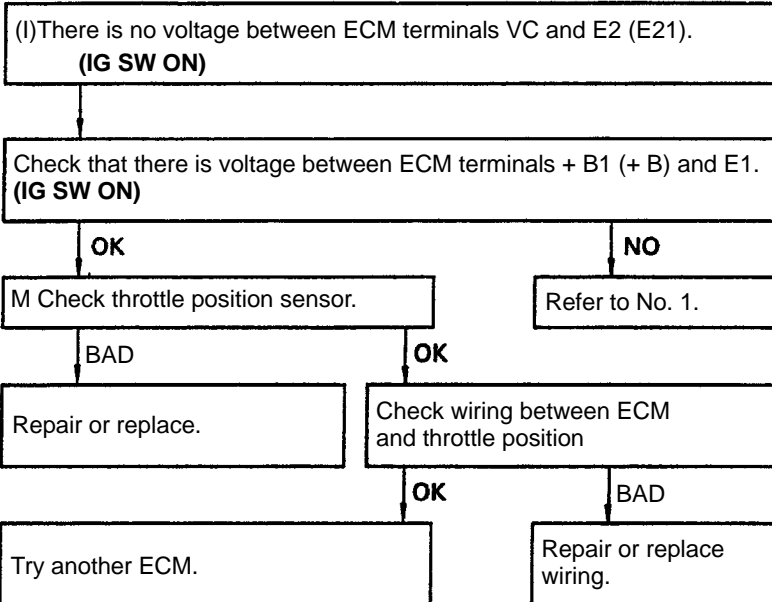 (I)There is no voltage between ECM terminals VC and E2 (E21).
(IG SW ON)
Check that there is voltage between ECM terminals + B1 (+ B) and E1.
(IG SW ON)
OK
NO
M Check throttle position sensor.
Refer to No. 1.
BAD
OK
Repair or replace.
Check wiring between ECM
and throttle position
OK
BAD
Try another ECM.
Repair or replace
wiring.